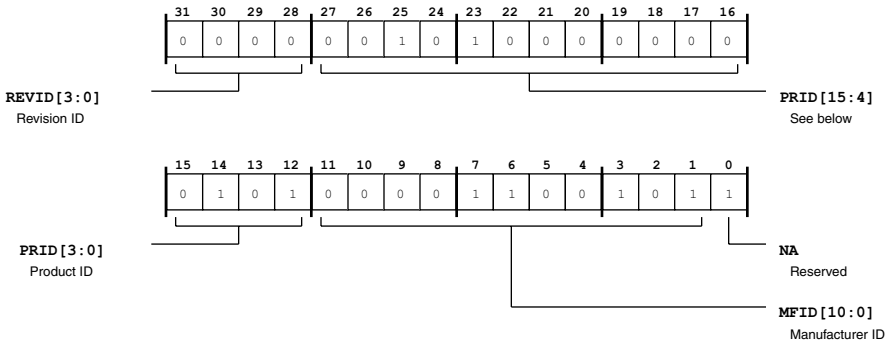 31 30 29 28 27 26 25 24 23 22 21 20 19 18 17 16
0 0 0 0 0 0 1 0 1 0 0 0 0 0 0 0
REVID[3:0]
Revision ID
PRID[15:4]
See below
15 14 13 12 11 10 9 8 7 6 5 4 3 2 1 0
0 1 0 1 0 0 0 0 1 1 0 0 1 0 1 1
PRID[3:0]
Product ID
NA
Reserved
MFID[10:0]
Manufacturer ID